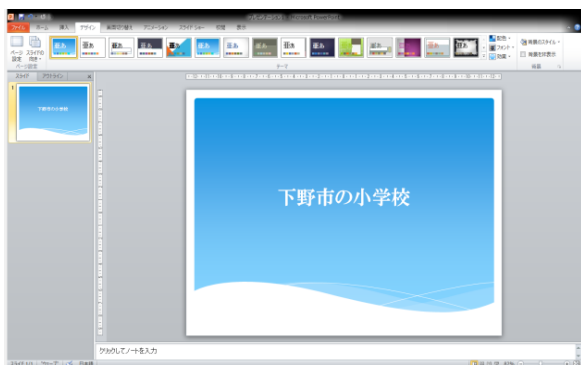 ファイル ホーム 挿入 デザイン 画面切り替え アニメーション スライド ショー 校閲 表示
ページ設定 スライドの向き
配色
フォント
効果
背景のスタイル
背景を非表示
ページ設定 テーマ 背景
スライド アウトライン
1
下野市の小学校
下野市の小学校
クリックしてノートを入力
日本語